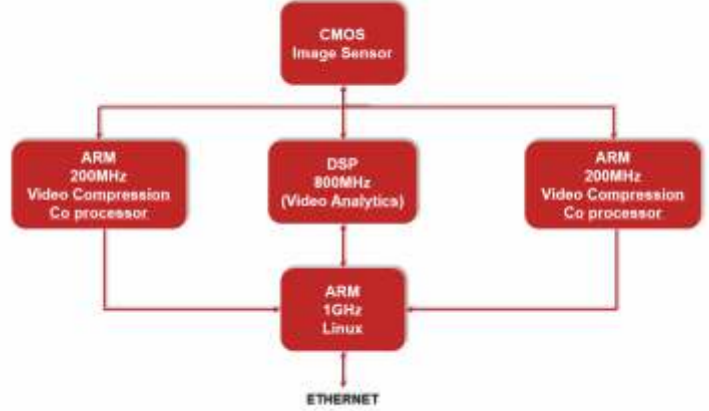 CMOS
Image Sensor
ARM
200MHz
Video Compression
Co processor
DSP
800MHz
(Video Analytics)
ARM
200MHz
Video Compression
Co processor
ARM
1GHz
Linux
ETHERNET